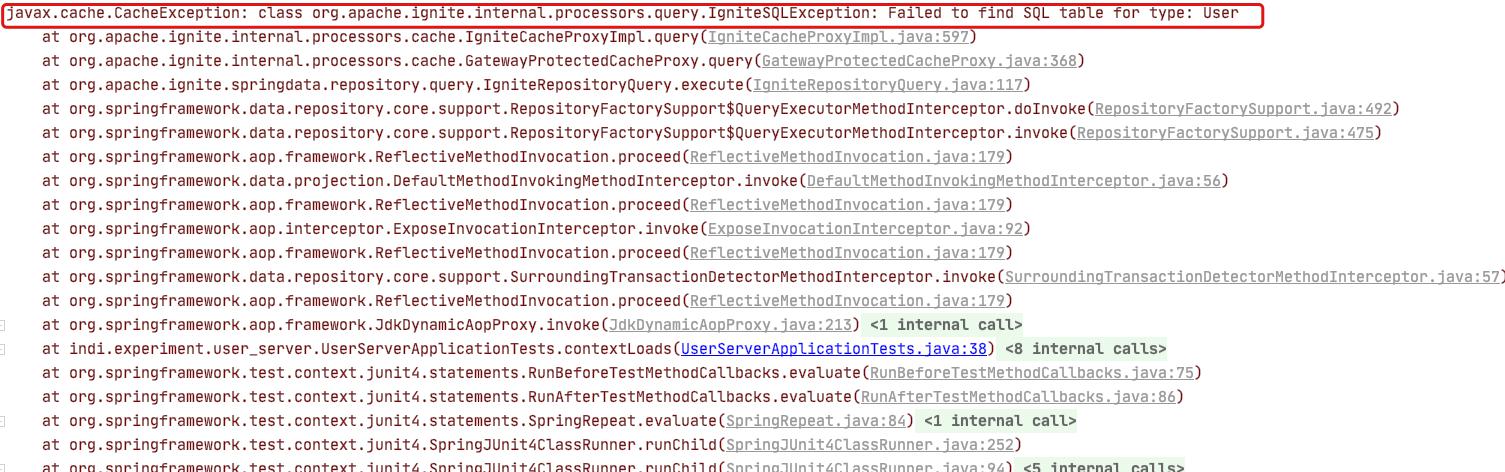 javax.cache.CacheException: class org.apache.ignite.internal.processors.query.IgniteSQLException: Failed to find SQL table for type: User
at org.apache.ignite.internal.processors.cache.IgniteCacheProxyImpl.query(IgniteCacheProxyImpl.java:597)
at org.apache.ignite.internal.processors.cache.GatewayProtectedCacheProxy.query(GatewayProtectedCacheProxy.java:368)
at org.apache.ignite.springdata.repository.query.IgniteRepositoryQuery.execute(IgniteRepositoryQuery.java:117)
at org.springframework.data.repository.core.support.RepositoryFactorySupport$QueryExecutorMethodInterceptor.doInvoke(RepositoryFactorySupport.java:492)
at org.springframework.data.repository.core.support.RepositoryFactorySupport$QueryExecutorMethodInterceptor.invoke(RepositoryFactorySupport.java:475)
at org.springframework.aop.framework.ReflectiveMethodInvocation.proceed(ReflectiveMethodInvocation.java:179)
at org.springframework.data.projection.DefaultMethodInvokingMethodInterceptor.invoke(DefaultMethodInvokingMethodInterceptor.java:56)
at org.springframework.aop.framework.ReflectiveMethodInvocation.proceed(ReflectiveMethodInvocation.java:179)
at org.springframework.aop.interceptor.ExposeInvocationInterceptor.invoke(ExposeInvocationInterceptor.java:92)
at org.springframework.aop.framework.ReflectiveMethodInvocation.proceed(ReflectiveMethodInvocation.java:179)
at org.springframework.data.repository.core.support.SurroundingTransactionDetectorMethodInterceptor.invoke(SurroundingTransactionDetectorMethodInterceptor.java:57)
at org.springframework.aop.framework.ReflectiveMethodInvocation.proceed(ReflectiveMethodInvocation.java:179)
at org.springframework.aop.framework.JdkDynamicAopProxy.invoke(JdkDynamicAopProxy.java:213) <1 internal call>
at indi.experiment.user_server.UserServerApplicationTests.contextLoads(UserServerApplicationTests.java:38) <8 internal calls>
at org.springframework.test.context.junit4.statements.RunBeforeTestMethodCallbacks.evaluate(RunBeforeTestMethodCallbacks.java:75)
at org.springframework.test.context.junit4.statements.RunAfterTestMethodCallbacks.evaluate(RunAfterTestMethodCallbacks.java:86)
at org.springframework.test.context.junit4.statements.SpringRepeat.evaluate(SpringRepeat.java:84) <1 internal call>
at org.springframework.test.context.junit4.SpringJUnit4ClassRunner.runChild(SpringJUnit4ClassRunner.java:252)
at org.springframework.test.context.junit4.SpringJUnit4ClassRunner.runChild(SpringJUnit4ClassRunner.java:94) <5 internal calls>